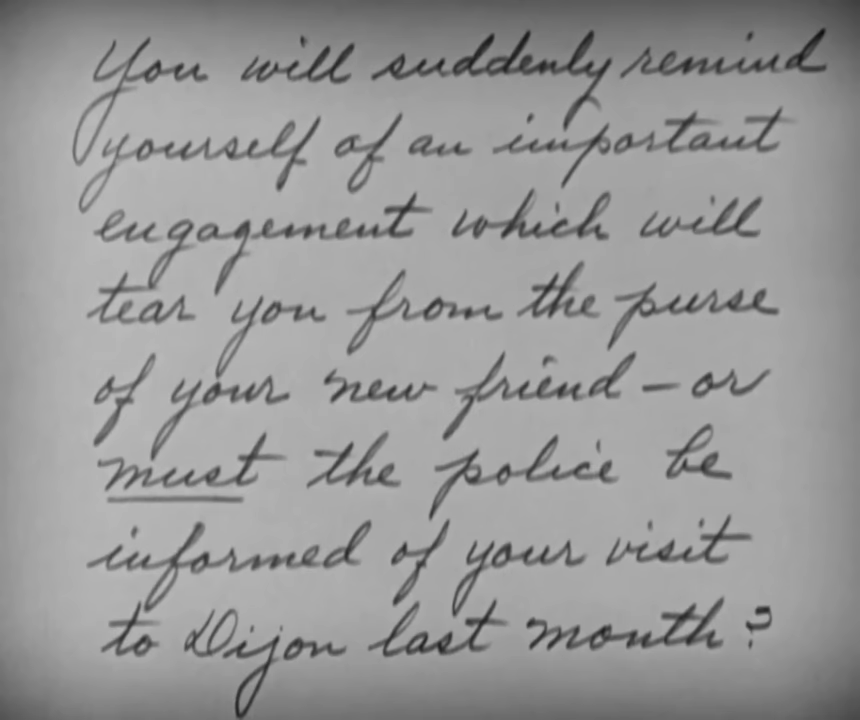 You will suddenly remind
yourself of an important
engagement which will
tear you from the purse
of your new friend – or
must the police be
informed of your visit
to Dijon last month?